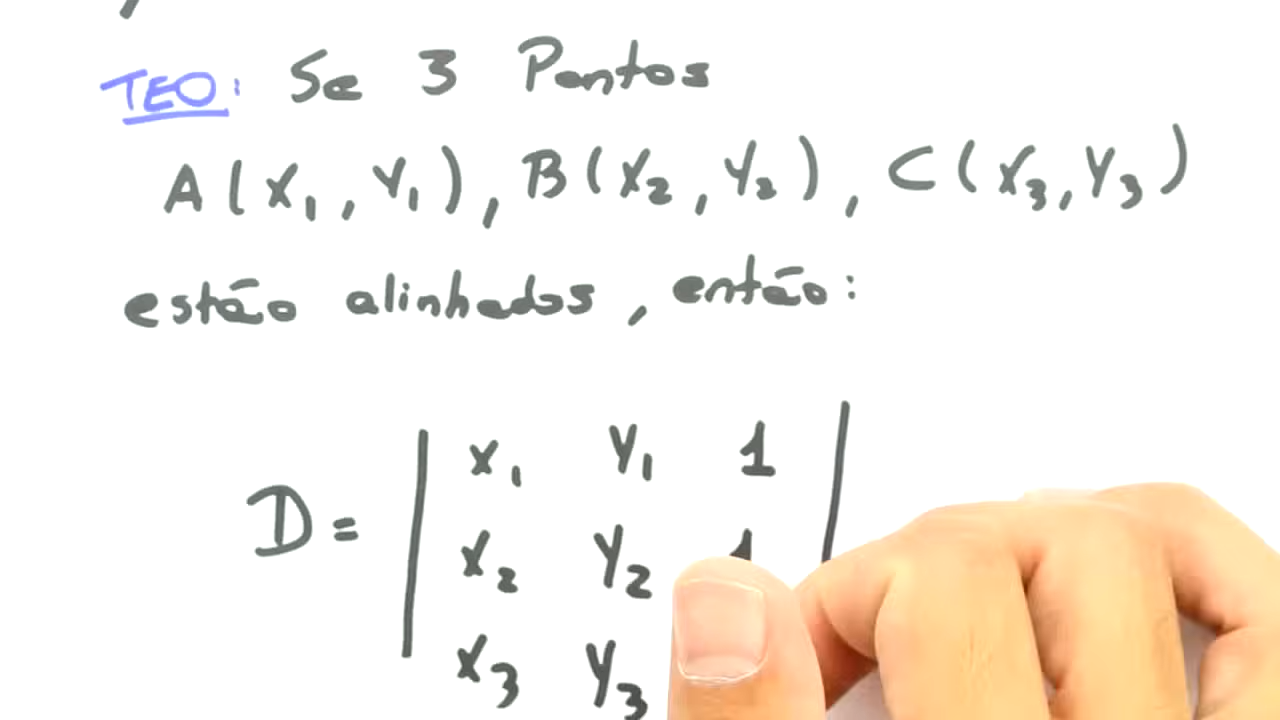 TEO: Se 3 Pontos
A(x₁, y₁), B(x₂, y₂), C(x₃, y₃)
estão alinhados, então:
x₁ y₁ 1
D = x₂ y₂ 1
x₃ y₃